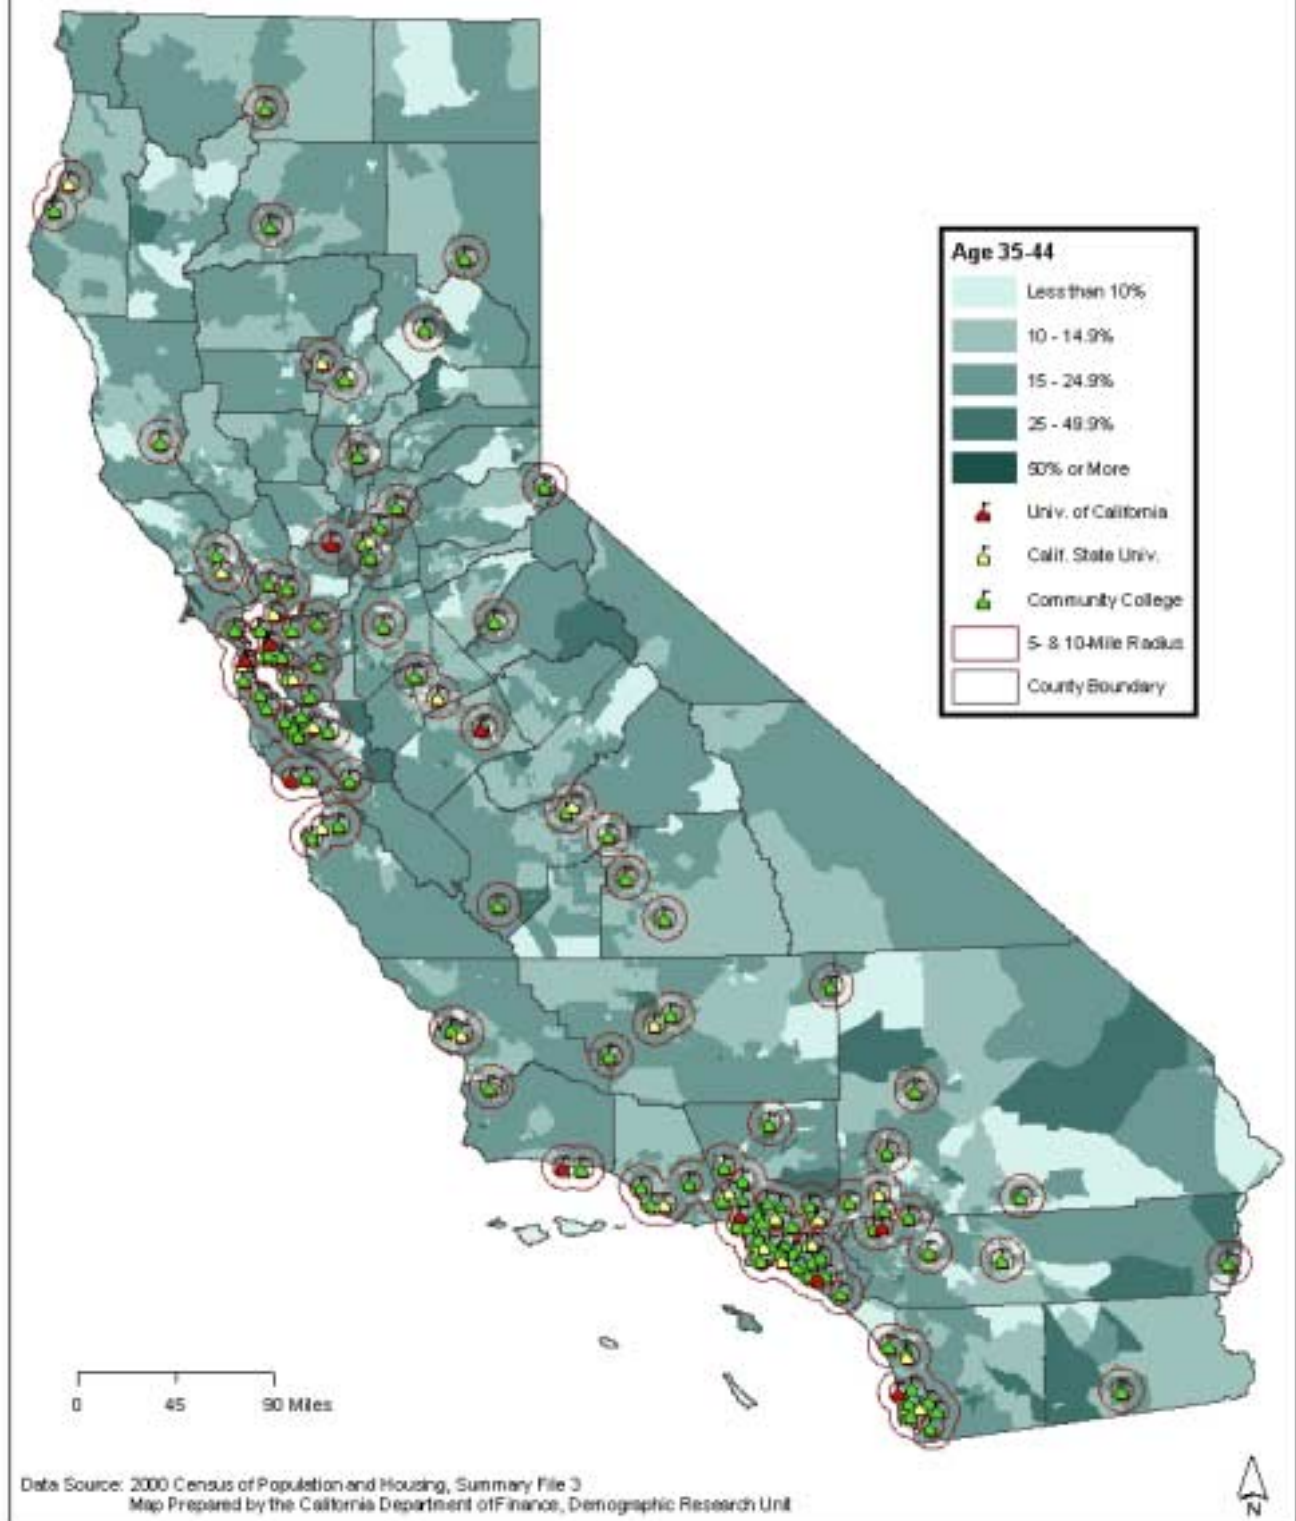 Age 35-44
Less than 10%
10 - 14.9%
15 - 24.9%
25 - 49.9%
50% or More
Univ. of California
Calif. State Univ.
Community College
5- & 10-Mile Radius
County Boundary
0 45 90 Miles
Data Source: 2000 Census of Population and Housing, Summary File 3
Map Prepared by the California Department of Finance, Demographic Research Unit
N